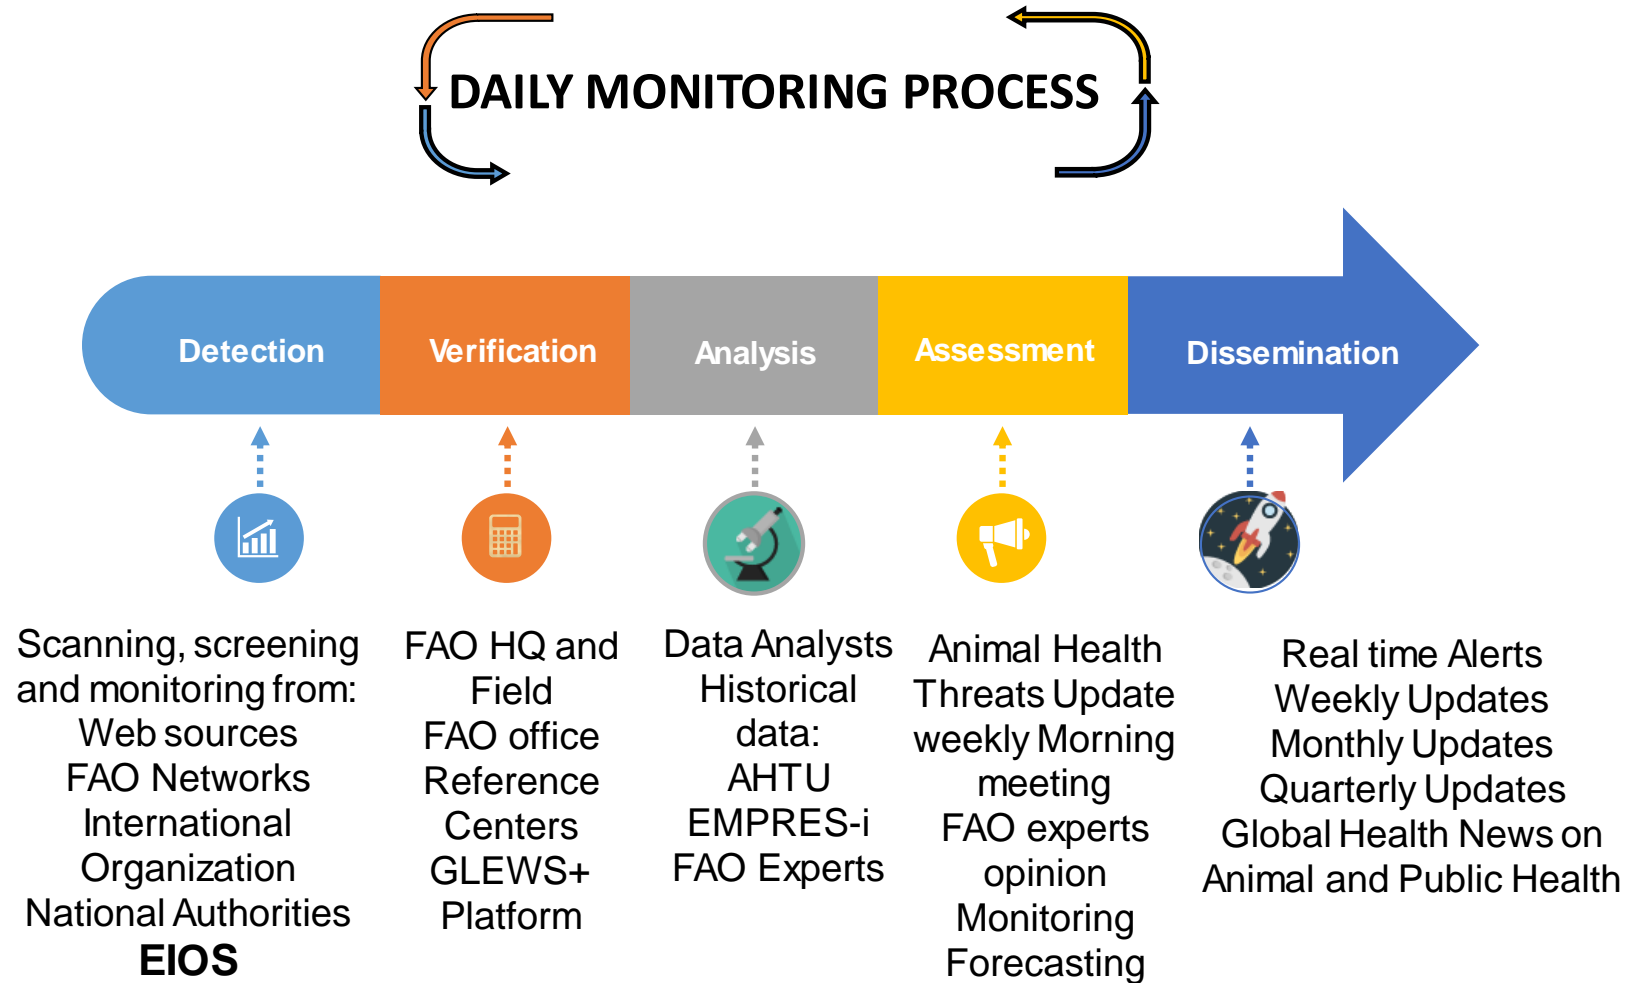 DAILY MONITORING PROCESS
Detection
Verification
Analysis
Assessment
Dissemination
Scanning, screening
and monitoring from:
Web sources
FAO Networks
International
Organization
National Authorities
EIOS
FAO HQ and
Field
FAO office
Reference
Centers
GLEWS+
Platform
Data Analysts
Historical
data:
AHTU
EMPRES-i
FAO Experts
Animal Health
Threats Update
weekly Morning
meeting
FAO experts
opinion
Monitoring
Forecasting
Real time Alerts
Weekly Updates
Monthly Updates
Quarterly Updates
Global Health News on
Animal and Public Health